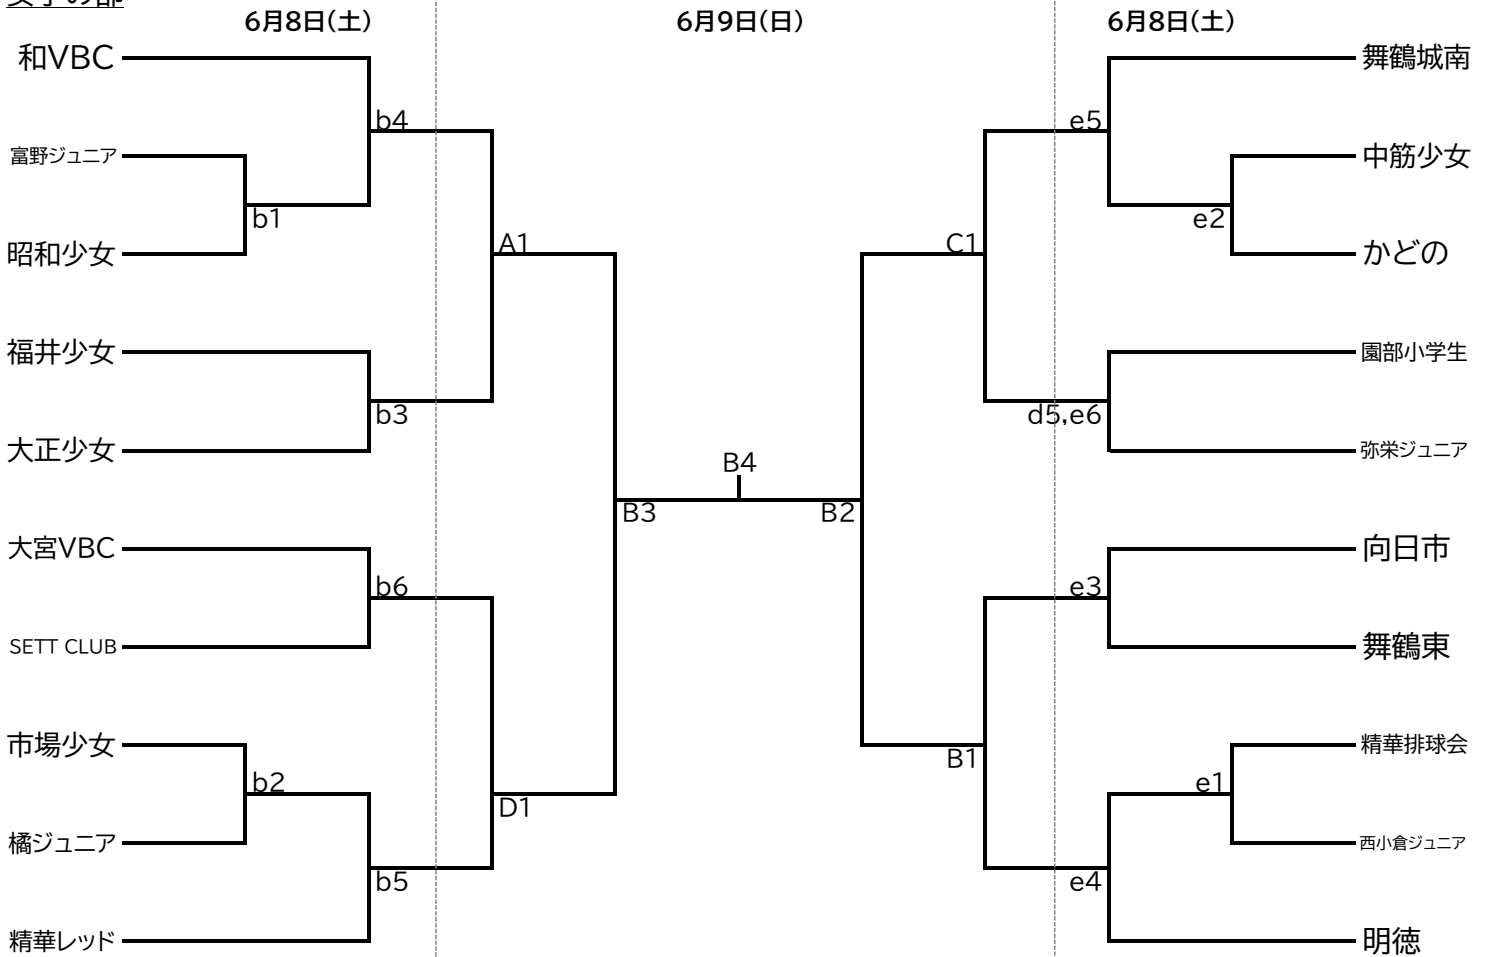 6月8日(土)
6月9日(日)
6月8日(土)
和VBC
富野ジュニア
昭和少女
福井少女
大正少女
大宮VBC
SETT CLUB
市場少女
橘ジュニア
精華レッド
b4
b1
b3
b6
b2
b5
A1
D1
B3
B4
B2
C1
B1
e5
e2
d5,e6
e3
e1
e4
舞鶴城南
中筋少女
かどの
園部小学生
弥栄ジュニア
向日市
舞鶴東
精華排球会
西小倉ジュニア
明徳